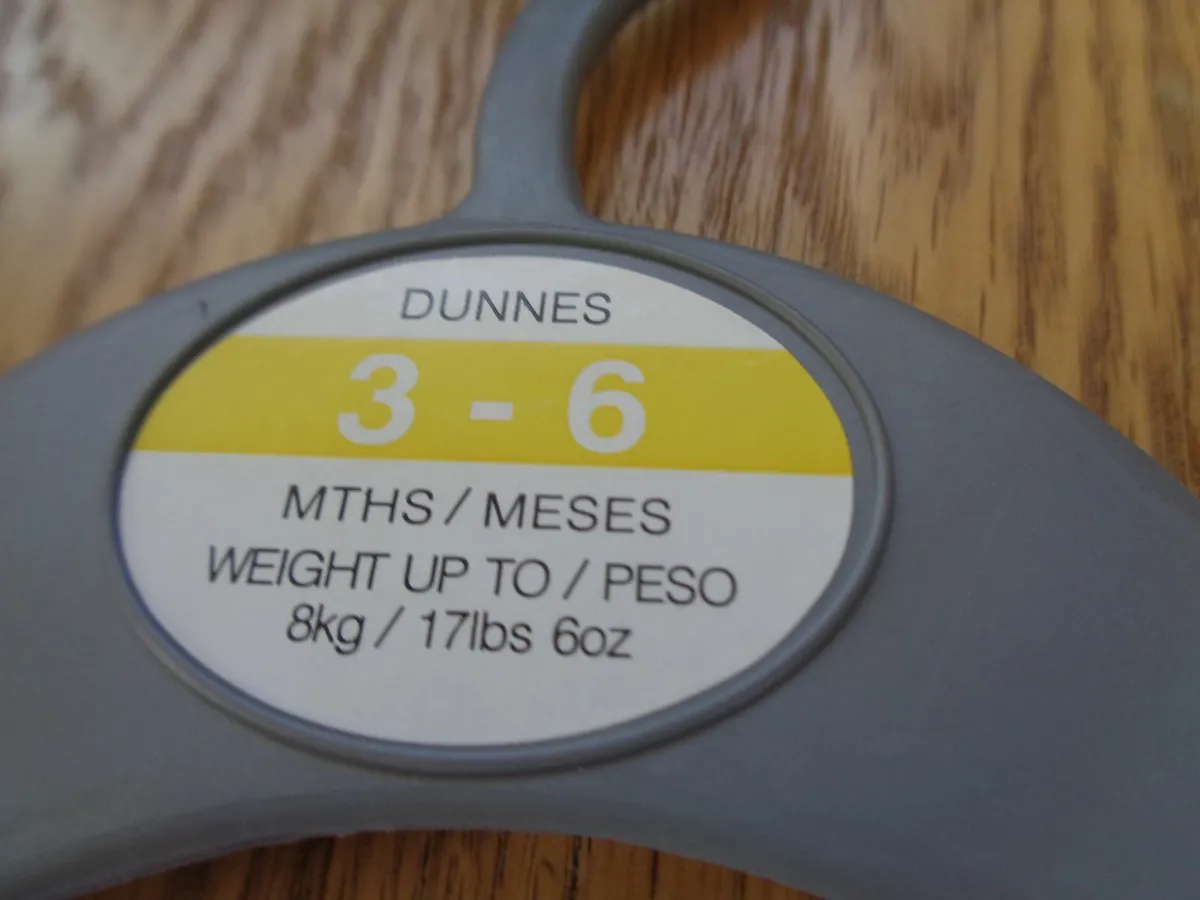 DUNNES
3 - 6
MTHS / MESES
WEIGHT UP TO / PESO
8kg / 17lbs 6oz